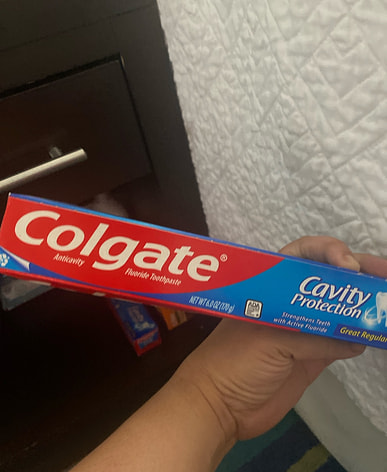 Colgate®
Anticavity
Fluoride Toothpaste
NET WT 6.0 OZ (170 g)
ADA
Cavity
Protection
Strengthens Teeth
with Active Fluoride
Great Regular